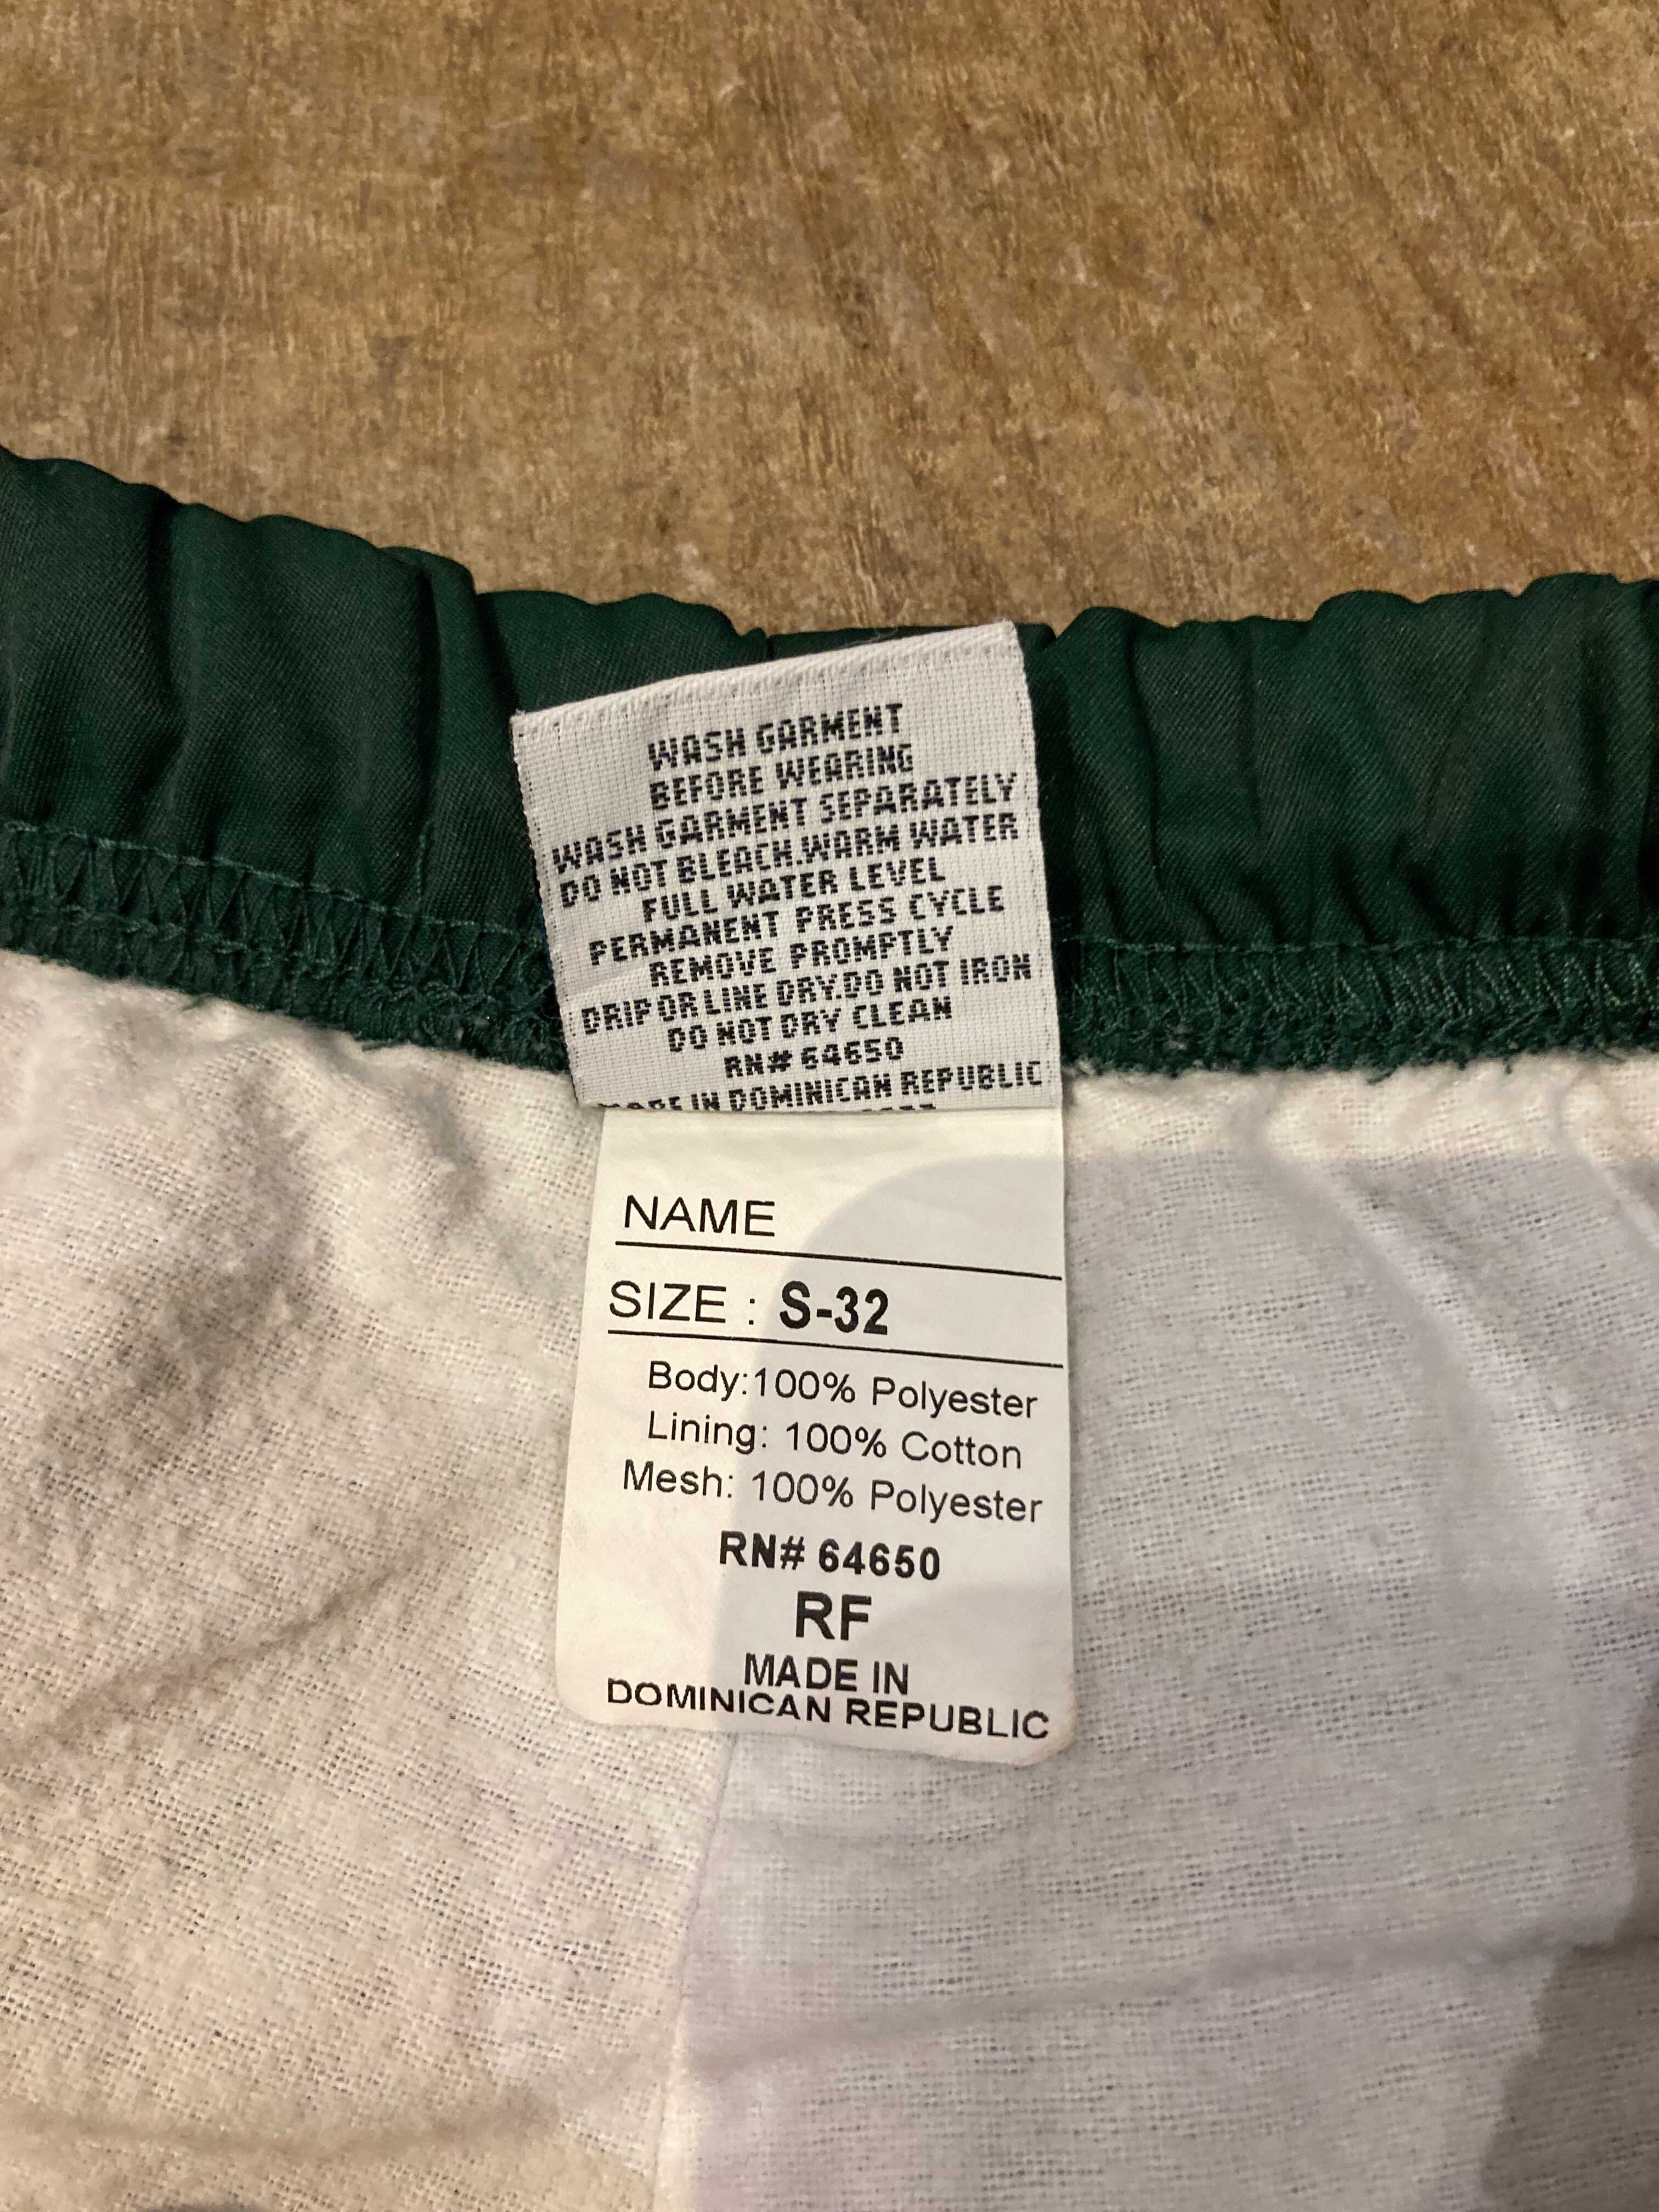 WASH GARMENT
BEFORE WEARING
WASH GARMENT SEPARATELY
DO NOT BLEACH.WARM WATER
FULL WATER LEVEL
PERMANENT PRESS CYCLE
REMOVE PROMPTLY
DRIP OR LINE DRY.DO NOT IRON
DO NOT DRY CLEAN
RN# 64650
MADE IN DOMINICAN REPUBLIC
NAME
SIZE : S-32
Body:100% Polyester
Lining: 100% Cotton
Mesh: 100% Polyester
RN# 64650
RF
MADE IN
DOMINICAN REPUBLIC